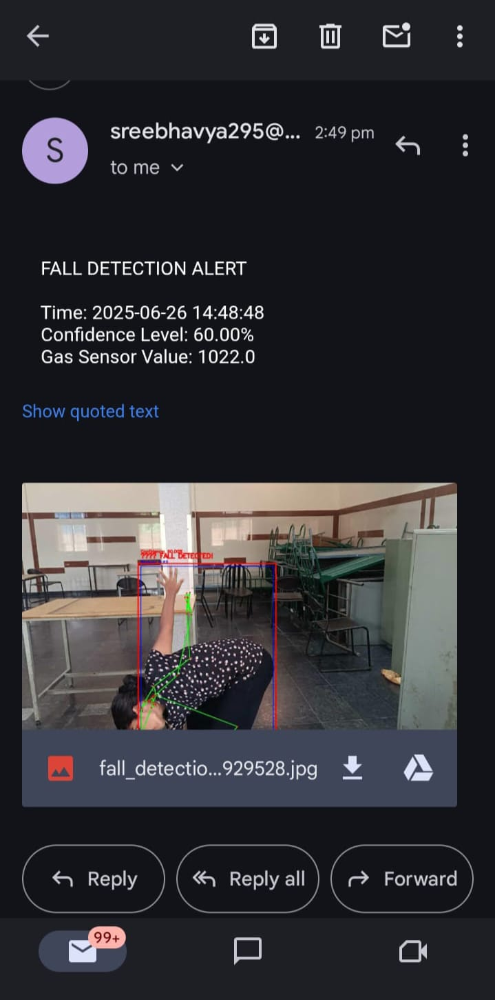 sreebhavya295@... 2:49 pm
S
to me
FALL DETECTION ALERT
Time: 2025-06-26 14:48:48
Confidence Level: 60.00%
Gas Sensor Value: 1022.0
Show quoted text
???? FALL DETECTED!
fall_detectio...929528.jpg
Reply
Reply all
Forward
99+